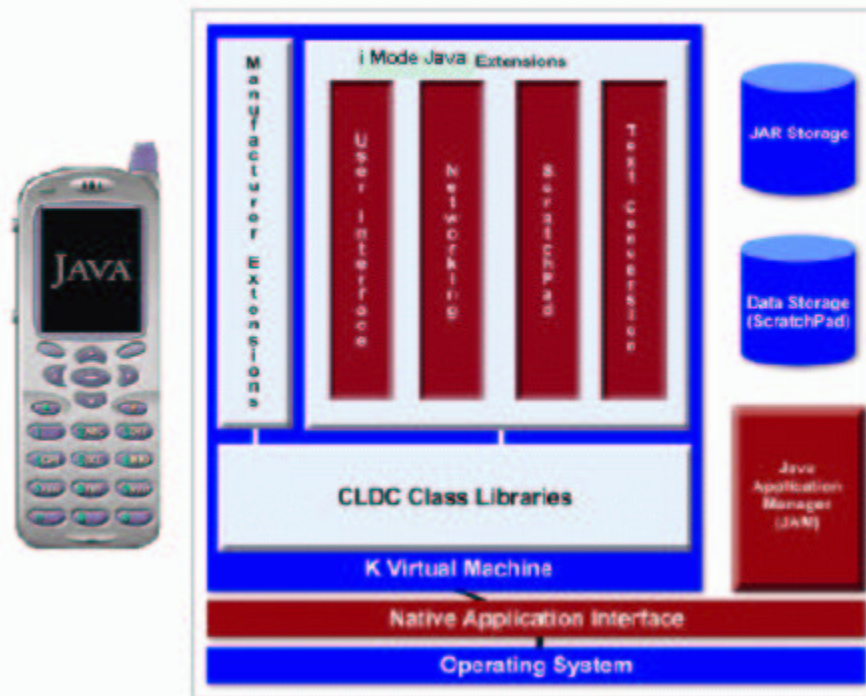 JAVA
Manufacturer Extensions
i Mode Java Extensions
User Interface
Networking
ScratchPad
Text Conversion
CLDC Class Libraries
K Virtual Machine
Native Application Interface
Operating System
JAR Storage
Data Storage
(ScratchPad)
Java
Application
Manager
(JAM)